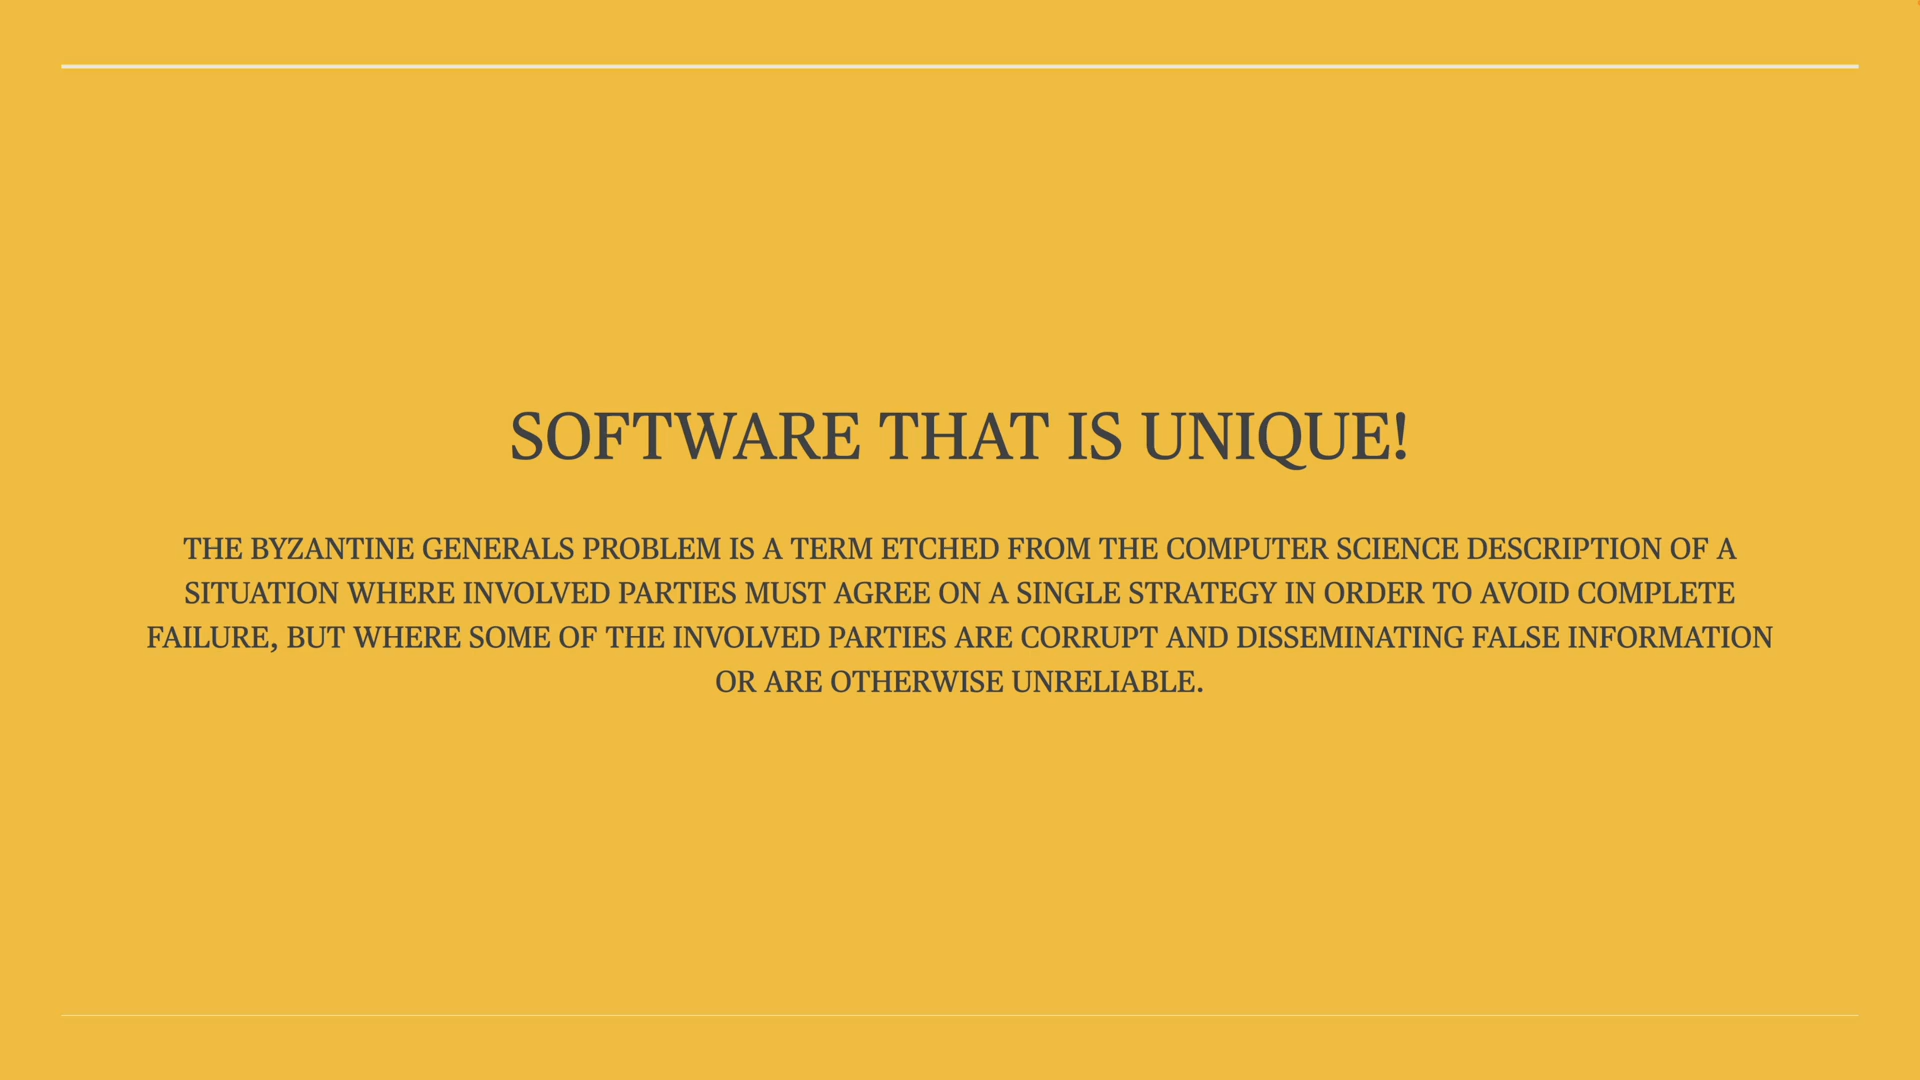 SOFTWARE THAT IS UNIQUE!
THE BYZANTINE GENERALS PROBLEM IS A TERM ETCHED FROM THE COMPUTER SCIENCE DESCRIPTION OF A
SITUATION WHERE INVOLVED PARTIES MUST AGREE ON A SINGLE STRATEGY IN ORDER TO AVOID COMPLETE
FAILURE, BUT WHERE SOME OF THE INVOLVED PARTIES ARE CORRUPT AND DISSEMINATING FALSE INFORMATION
OR ARE OTHERWISE UNRELIABLE.